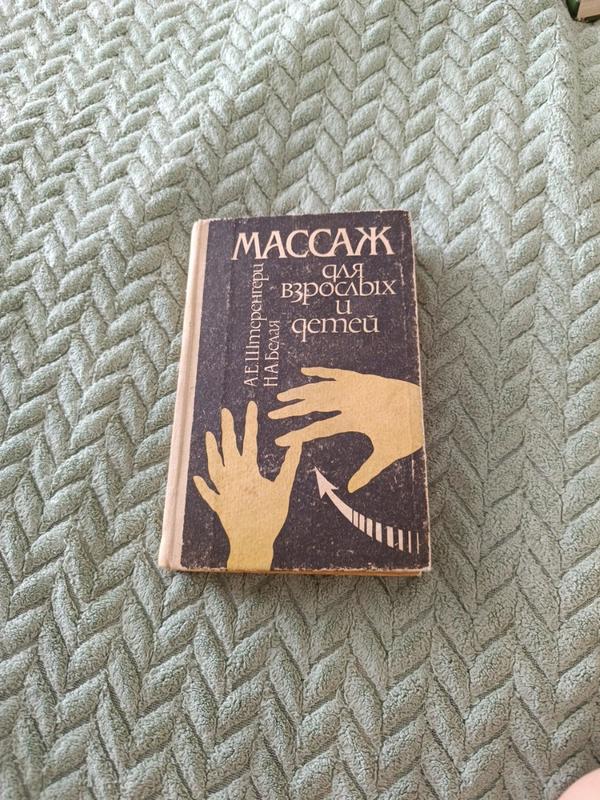 МАССАЖ
для
взрослых
и
детей
А.Е.Штеренгерц
Н.А.Белая